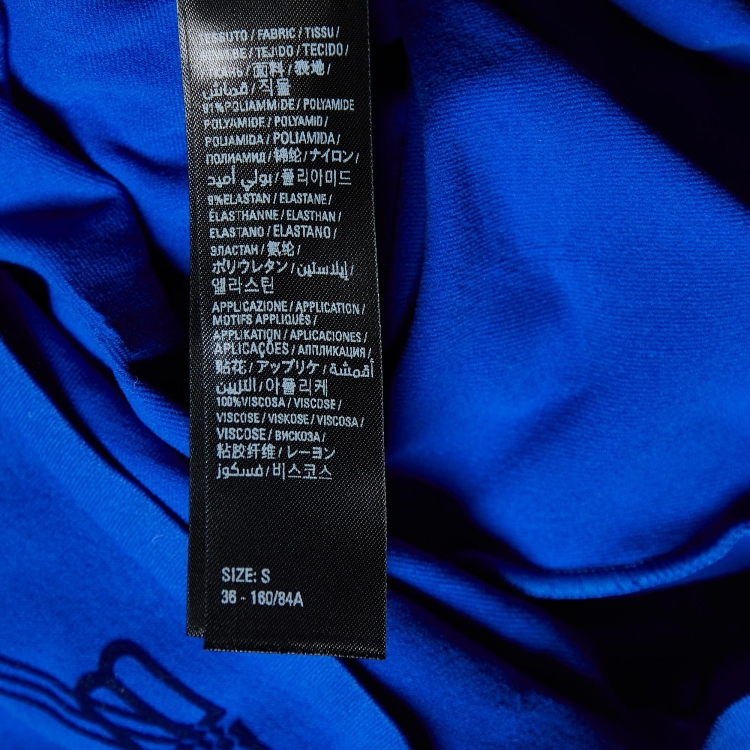 TESSUTO / FABRIC / TISSU /
/ TEJIDO / TECIDO /
/ 面料 / 表地 /
قماش / 직물
91%POLIAMMIDE / POLYAMIDE
POLYAMIDE / POLYAMID /
POLIAMIDA / POLIAMIDA /
ПОЛИАМИД / 锦纶 / ナイロン /
بولي أميد / 폴리아미드
9%ELASTAN / ELASTANE /
ÉLASTHANNE / ELASTHAN /
ELASTANO / ELASTANO /
ЭЛАСТАН / 氨纶 /
ポリウレタン / إيلاستين /
엘라스틴
APPLICAZIONE / APPLICATION /
MOTIFS APPLIQUÉS /
APPLIKATION / APLICACIONES /
APLICAÇÕES / АППЛИКАЦИЯ /
贴花 / アップリケ / أقمشة
التزيين / 아플리케
100%VISCOSA / VISCOSE /
VISCOSE / VISKOSE / VISCOSA /
VISCOSE / ВИСКОЗА /
粘胶纤维 / レーヨン /
فسكوز / 비스코스
SIZE: S
36 - 160/84A